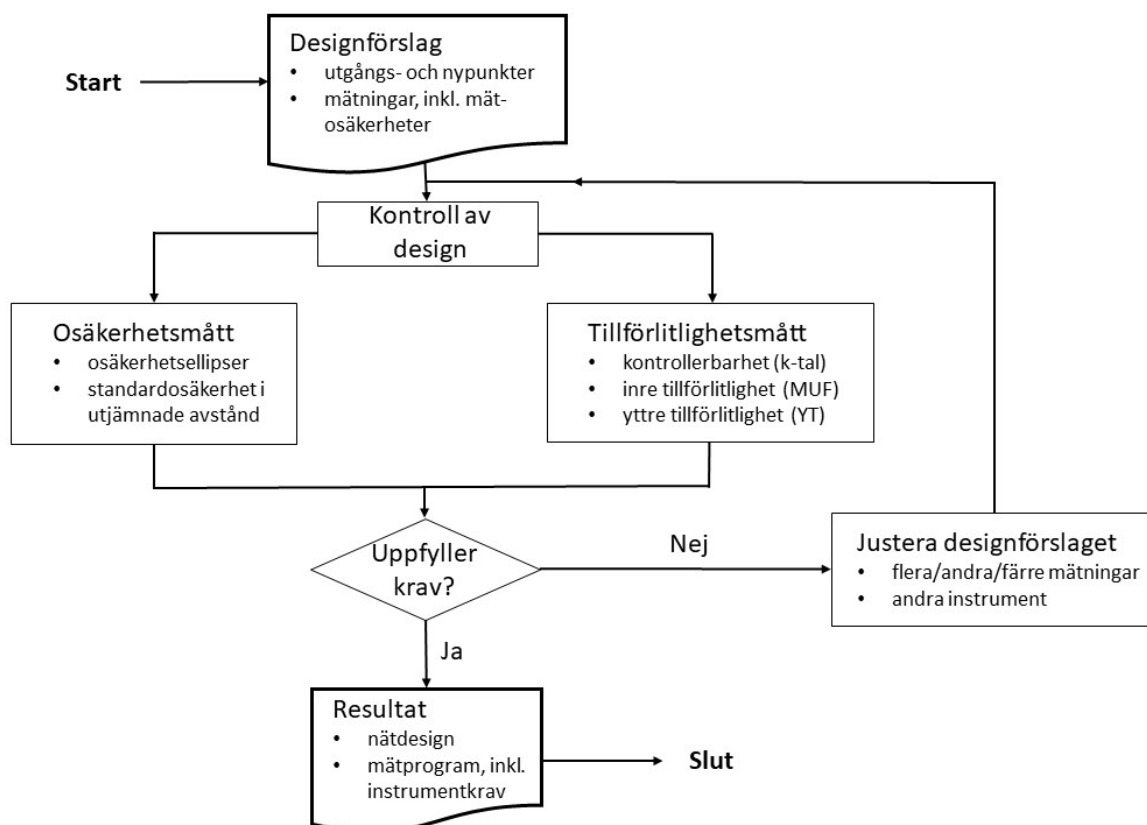 Start
Designförslag
• utgångs- och nypunkter
• mätningar, inkl. mät-
osäkerheter
Kontroll av
design
Osäkerhetsmått
• osäkerhetsellipser
• standardosäkerhet i
utjämnade avstånd
Tillförlitlighetsmått
• kontrollerbarhet (k-tal)
• inre tillförlitlighet (MUF)
• yttre tillförlitlighet (YT)
Uppfyller
krav?
Nej
Justera designförslaget
• flera/andra/färre mätningar
• andra instrument
Ja
Resultat
• nätdesign
• mätprogram, inkl.
instrumentkrav
Slut